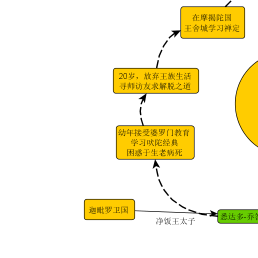 在摩揭陀国
王舍城学习禅定
20岁，放弃王族生活
寻师访友求解脱之道
幼年接受婆罗门教育
学习吠陀经典
困惑于生老病死
迦毗罗卫国
净饭王太子
悉达多·乔